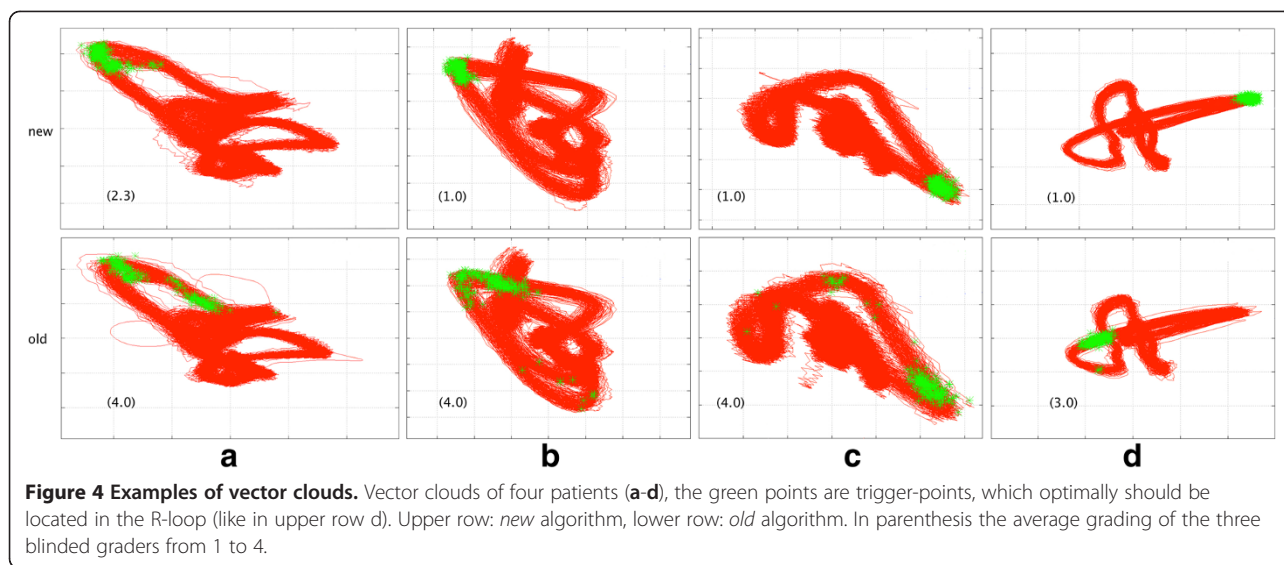 new
(2.3)
(1.0)
(1.0)
(1.0)
old
(4.0)
(4.0)
(4.0)
(3.0)
a
b
c
d
Figure 4 Examples of vector clouds. Vector clouds of four patients (a-d), the green points are trigger-points, which optimally should be
located in the R-loop (like in upper row d). Upper row: new algorithm, lower row: old algorithm. In parenthesis the average grading of the three
blinded graders from 1 to 4.